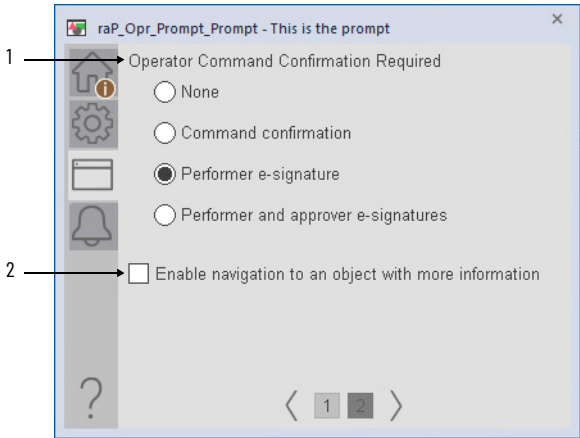 raP_Opr_Prompt_Prompt - This is the prompt
×
1
Operator Command Confirmation Required
i
None
Command confirmation
Performer e-signature
Performer and approver e-signatures
2
Enable navigation to an object with more information
?
1 2